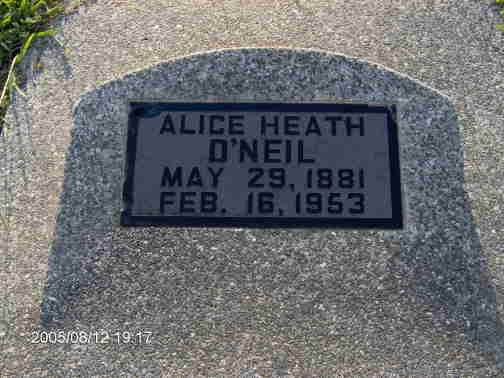 ALICE HEATH
O'NEIL
MAY 29, 1881
FEB. 16, 1953
2005/08/12 19:17